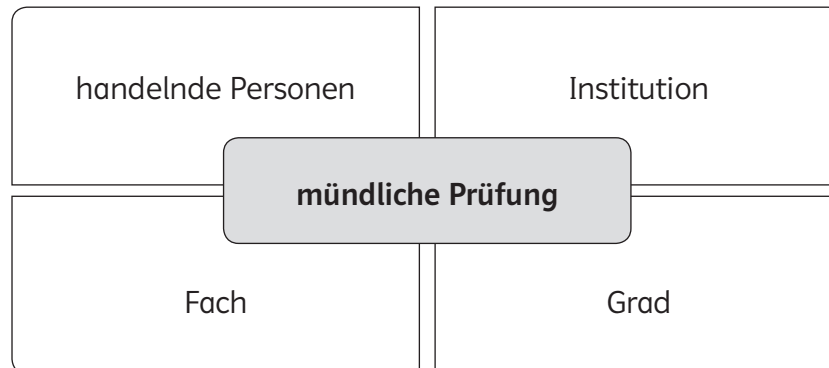 handelnde Personen
Institution
mündliche Prüfung
Fach
Grad